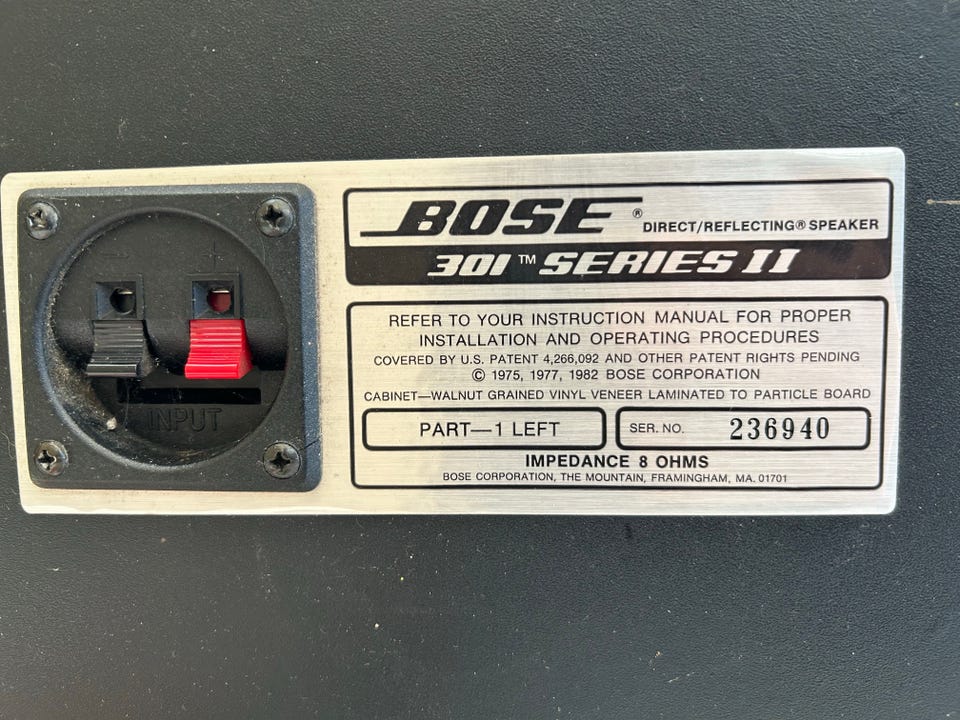 − +
INPUT
BOSE® DIRECT/REFLECTING® SPEAKER
301™ SERIES II
REFER TO YOUR INSTRUCTION MANUAL FOR PROPER
INSTALLATION AND OPERATING PROCEDURES
COVERED BY U.S. PATENT 4,266,092 AND OTHER PATENT RIGHTS PENDING
© 1975, 1977, 1982 BOSE CORPORATION
CABINET—WALNUT GRAINED VINYL VENEER LAMINATED TO PARTICLE BOARD
PART—1 LEFT
SER. NO. 236940
IMPEDANCE 8 OHMS
BOSE CORPORATION, THE MOUNTAIN, FRAMINGHAM, MA. 01701